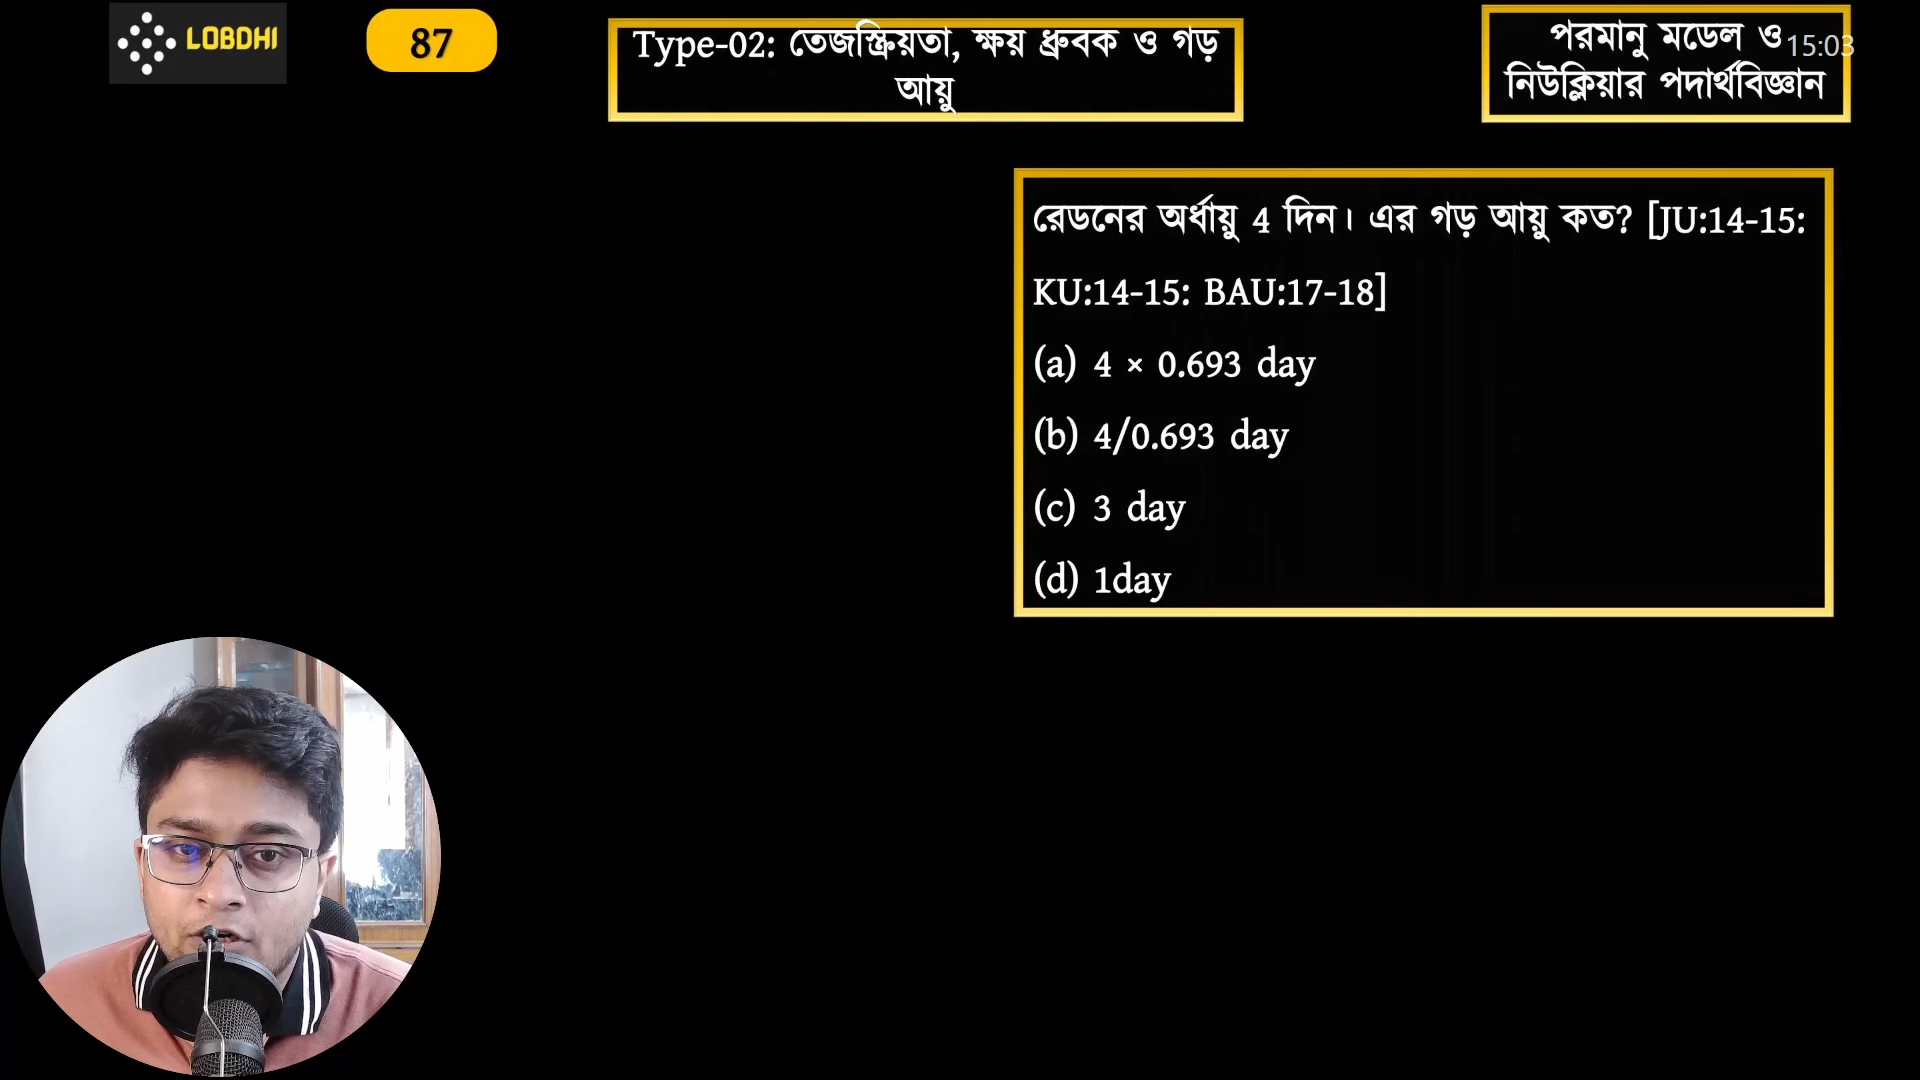 LOBDHI
87
Type-02: তেজস্ক্রিয়তা, ক্ষয় ধ্রুবক ও গড়
আয়ু
পরমানু মডেল ও
নিউক্লিয়ার পদার্থবিজ্ঞান
15:03
রেডনের অর্ধায়ু 4 দিন। এর গড় আয়ু কত? [JU:14-15:
KU:14-15: BAU:17-18]
(a) 4 × 0.693 day
(b) 4/0.693 day
(c) 3 day
(d) 1day